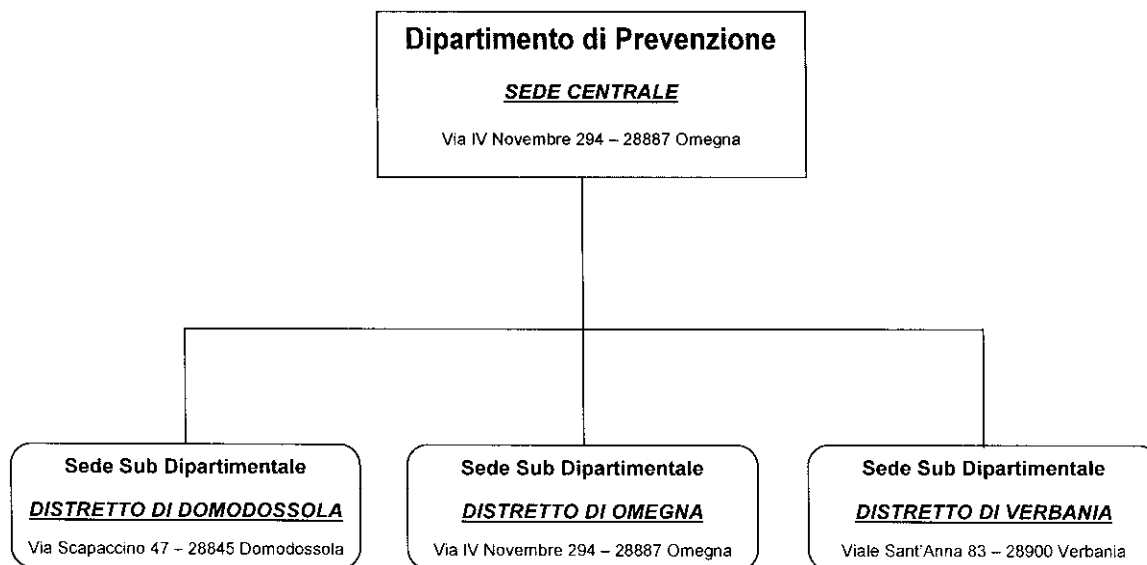 Dipartimento di Prevenzione
SEDE CENTRALE
Via IV Novembre 294 – 28887 Omegna
Sede Sub Dipartimentale
DISTRETTO DI DOMODOSSOLA
Via Scapaccino 47 – 28845 Domodossola
Sede Sub Dipartimentale
DISTRETTO DI OMEGNA
Via IV Novembre 294 – 28887 Omegna
Sede Sub Dipartimentale
DISTRETTO DI VERBANIA
Viale Sant'Anna 83 – 28900 Verbania